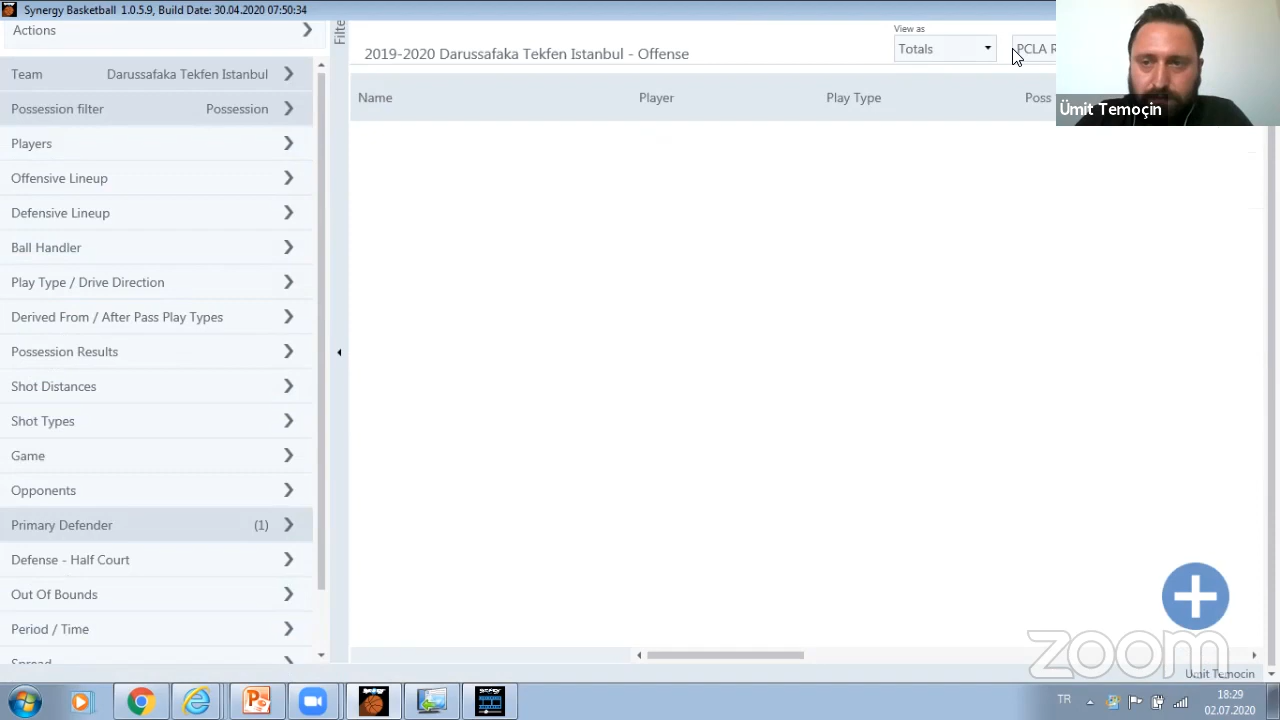 Synergy Basketball 1.0.5.9, Build Date: 30.04.2020 07:50:34
Actions
Filte
View as
2019-2020 Darussafaka Tekfen Istanbul - Offense
Totals
PCLA R
Team Darussafaka Tekfen Istanbul
Name Player Play Type Poss
Ümit Temoçin
Possession filter Possession
Players
Offensive Lineup
Defensive Lineup
Ball Handler
Play Type / Drive Direction
Derived From / After Pass Play Types
Possession Results
Shot Distances
Shot Types
Game
Opponents
Primary Defender (1)
Defense - Half Court
Out Of Bounds
Period / Time
Spread
zoom
Umit Temocin
TR
18:29
02.07.2020